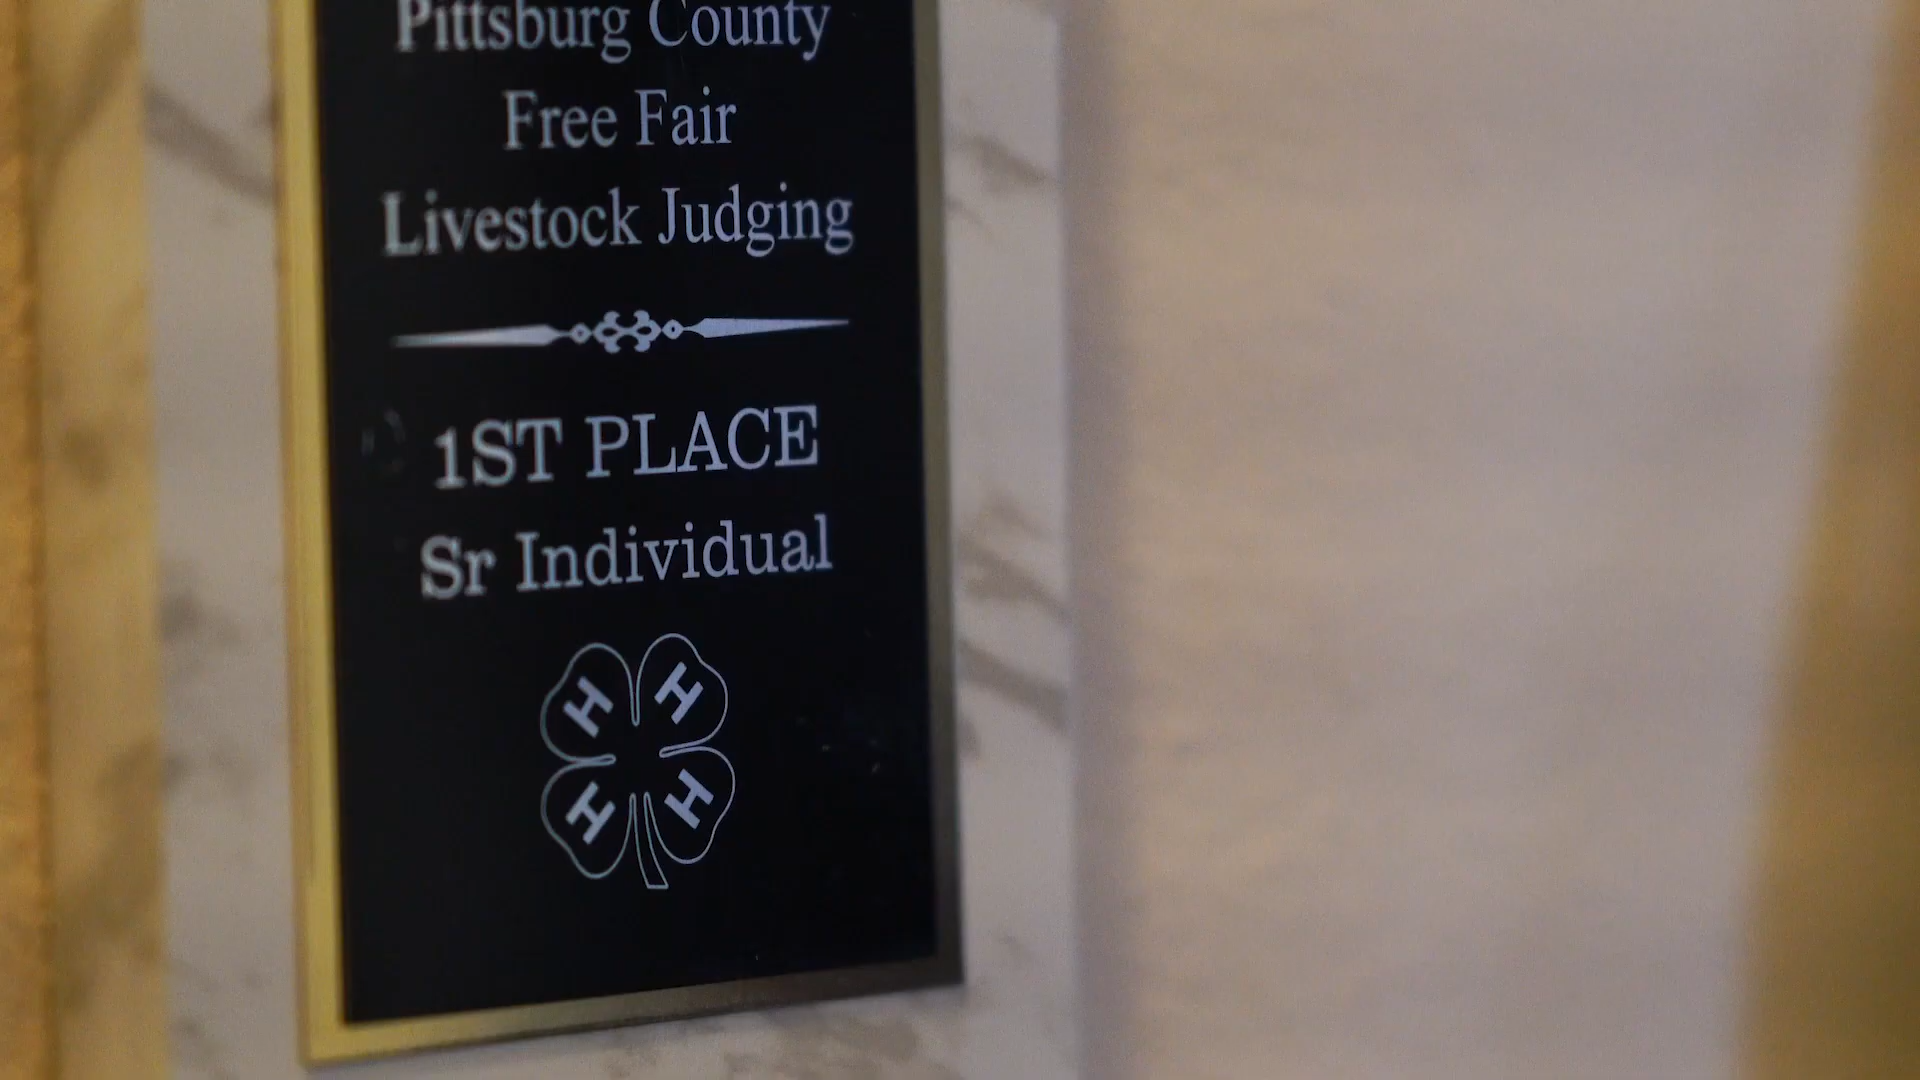 Pittsburg County
Free Fair
Livestock Judging
1ST PLACE
Sr Individual
H H
H H